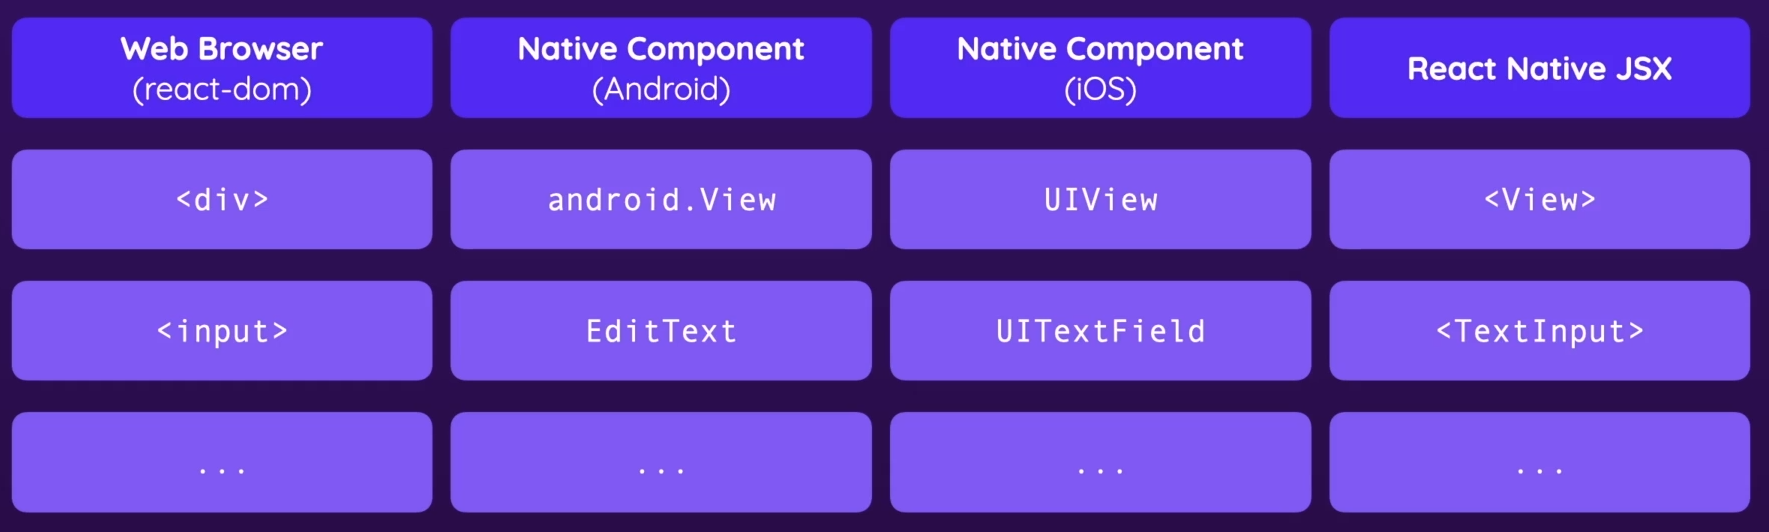 Web Browser
(react-dom)
Native Component
(Android)
Native Component
(iOS)
React Native JSX
<div>
android.View
UIView
<View>
<input>
EditText
UITextField
<TextInput>
...
...
...
...